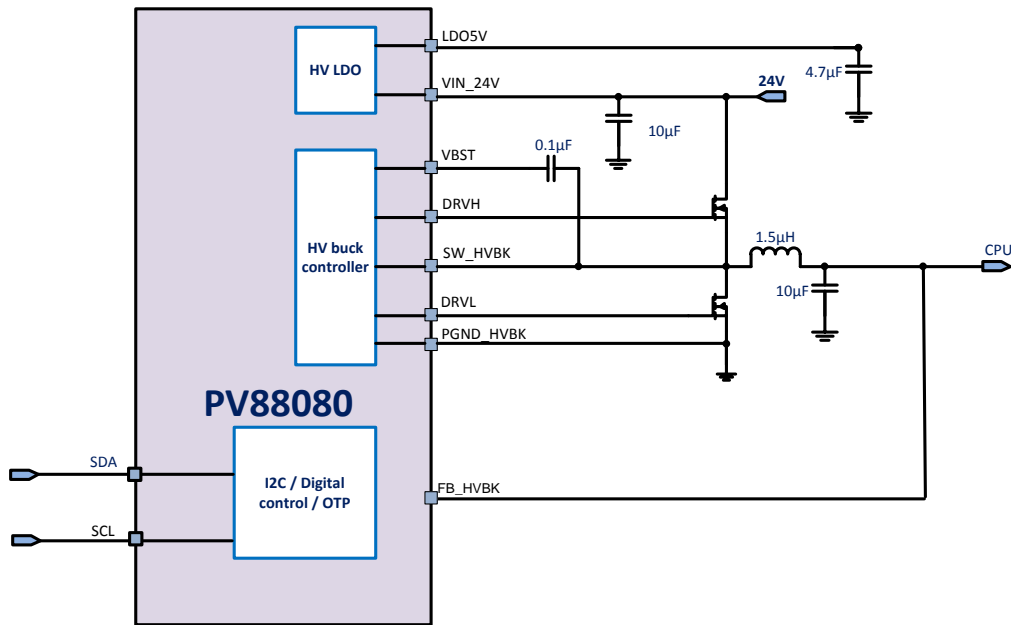 LDO5V
HV LDO
4.7µF
VIN_24V
24V
10µF
0.1µF
VBST
DRVH
1.5µH
HV buck
controller
SW_HVBK
CPU
10µF
DRVL
PGND_HVBK
PV88080
SDA
I2C / Digital
control / OTP
FB_HVBK
SCL